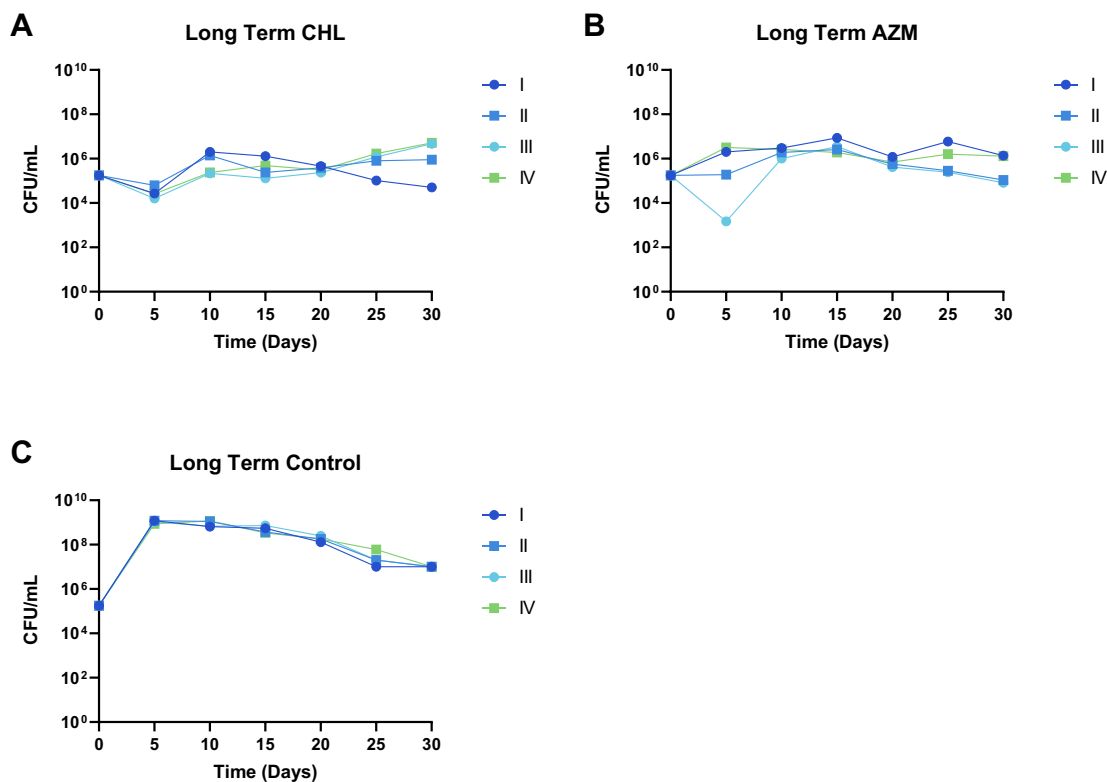 A
Long Term CHL
10¹⁰
10⁸
10⁶
10⁴
10²
10⁰
CFU/mL
0 5 10 15 20 25 30
Time (Days)
I
II
III
IV
B
Long Term AZM
10¹⁰
10⁸
10⁶
10⁴
10²
10⁰
CFU/mL
0 5 10 15 20 25 30
Time (Days)
I
II
III
IV
C
Long Term Control
10¹⁰
10⁸
10⁶
10⁴
10²
10⁰
CFU/mL
0 5 10 15 20 25 30
Time (Days)
I
II
III
IV